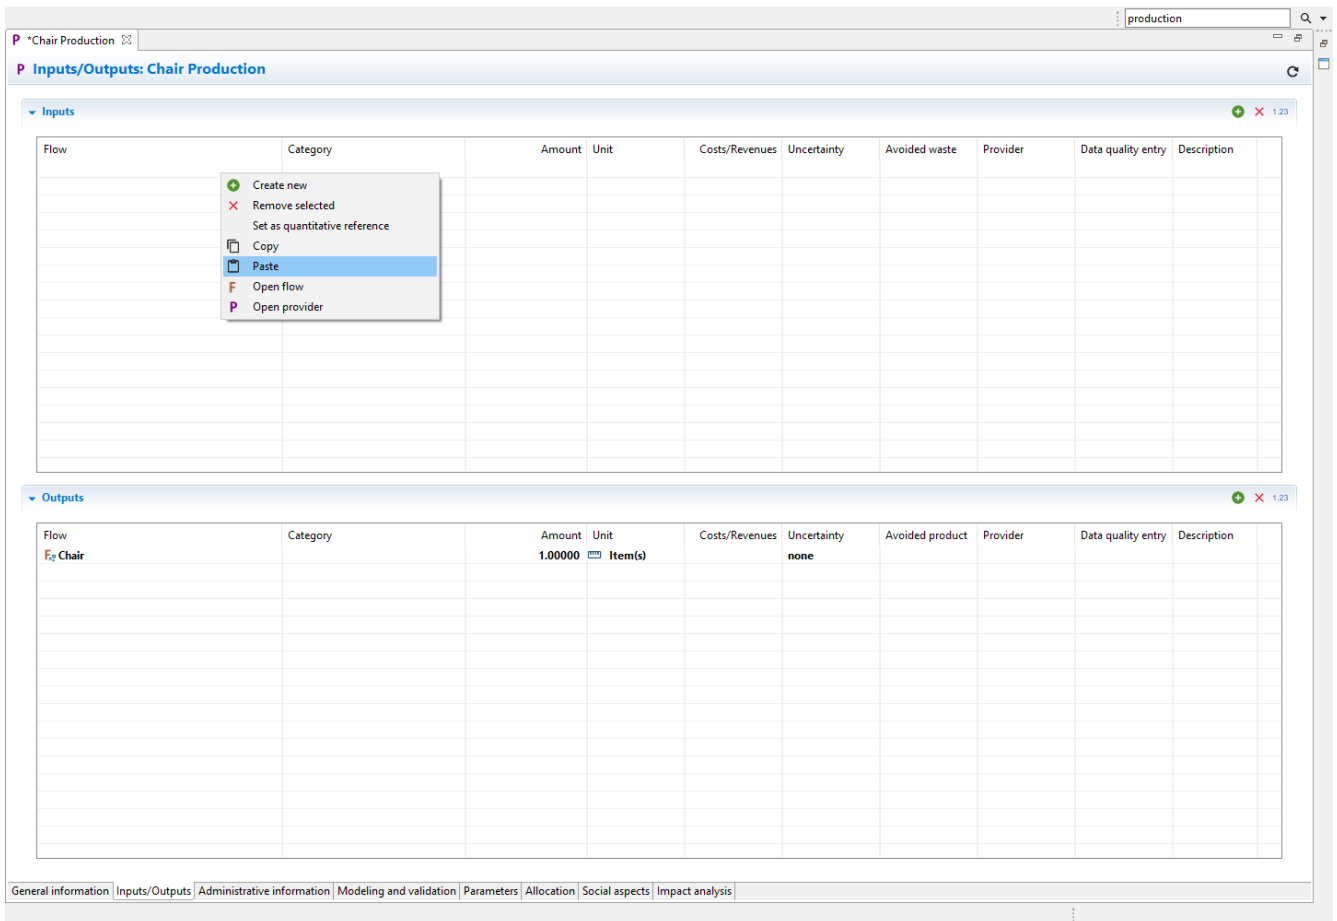 production
P *Chair Production
P Inputs/Outputs: Chair Production
Inputs 1.23
Flow Category Amount Unit Costs/Revenues Uncertainty Avoided waste Provider Data quality entry Description
Create new
Remove selected
Set as quantitative reference
Copy
Paste
F Open flow
P Open provider
Outputs 1.23
Flow Category Amount Unit Costs/Revenues Uncertainty Avoided product Provider Data quality entry Description
Fe Chair 1.00000 Item(s) none
General information Inputs/Outputs Administrative information Modeling and validation Parameters Allocation Social aspects Impact analysis